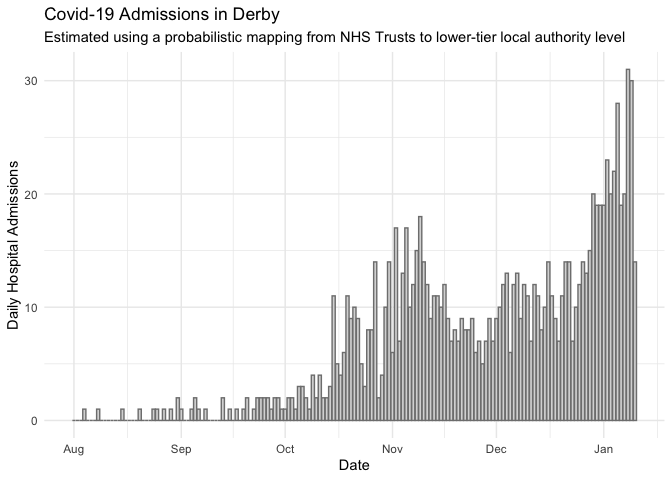 Covid-19 Admissions in Derby
Estimated using a probabilistic mapping from NHS Trusts to lower-tier local authority level
30
20
10
0
Daily Hospital Admissions
Aug Sep Oct Nov Dec Jan
Date